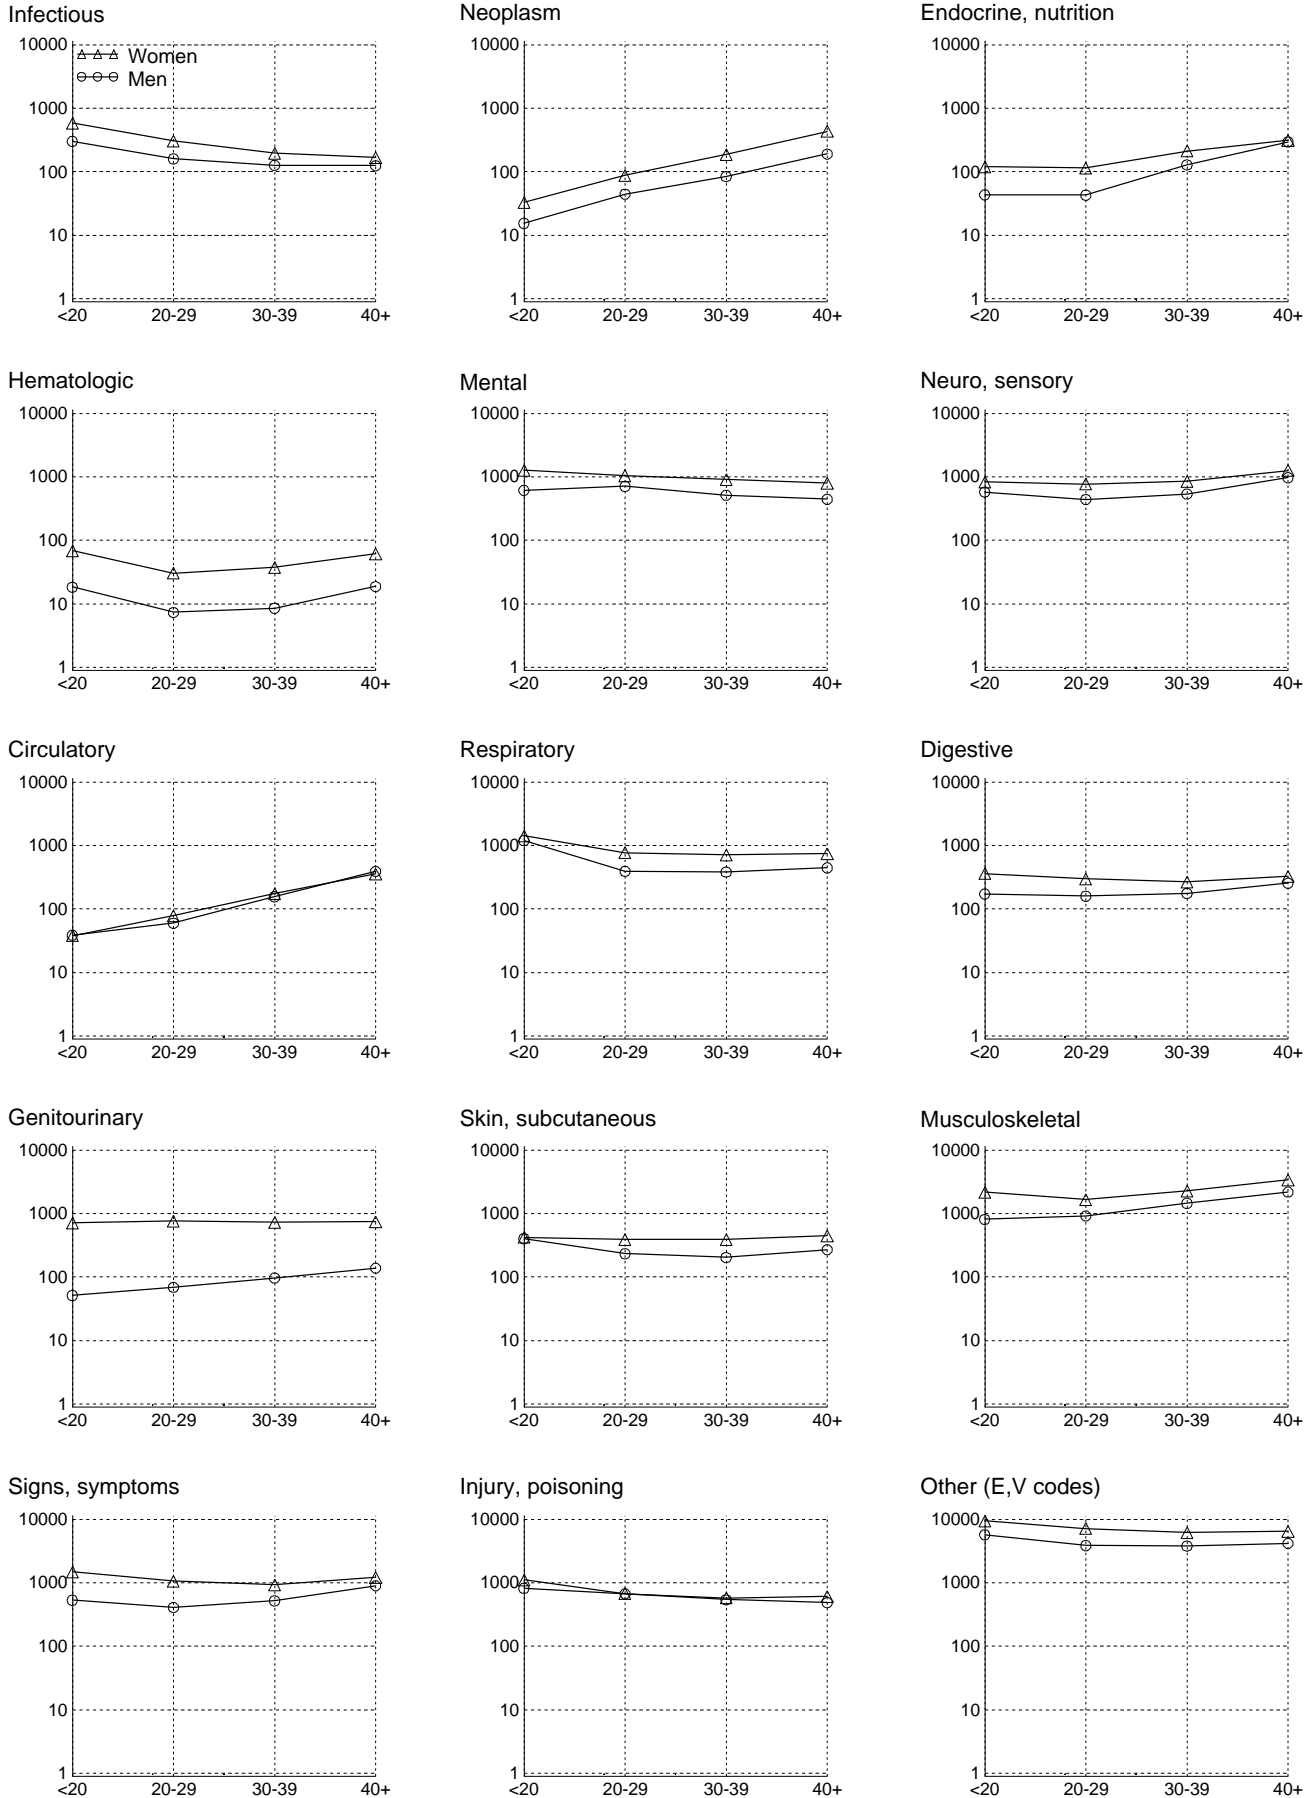 Infectious
10000
1000
100
10
1
Women
Men
<20 20-29 30-39 40+
Neoplasm
10000
1000
100
10
1
<20 20-29 30-39 40+
Endocrine, nutrition
10000
1000
100
10
1
<20 20-29 30-39 40+
Hematologic
10000
1000
100
10
1
<20 20-29 30-39 40+
Mental
10000
1000
100
10
1
<20 20-29 30-39 40+
Neuro, sensory
10000
1000
100
10
1
<20 20-29 30-39 40+
Circulatory
10000
1000
100
10
1
<20 20-29 30-39 40+
Respiratory
10000
1000
100
10
1
<20 20-29 30-39 40+
Digestive
10000
1000
100
10
1
<20 20-29 30-39 40+
Genitourinary
10000
1000
100
10
1
<20 20-29 30-39 40+
Skin, subcutaneous
10000
1000
100
10
1
<20 20-29 30-39 40+
Musculoskeletal
10000
1000
100
10
1
<20 20-29 30-39 40+
Signs, symptoms
10000
1000
100
10
1
<20 20-29 30-39 40+
Injury, poisoning
10000
1000
100
10
1
<20 20-29 30-39 40+
Other (E,V codes)
10000
1000
100
10
1
<20 20-29 30-39 40+